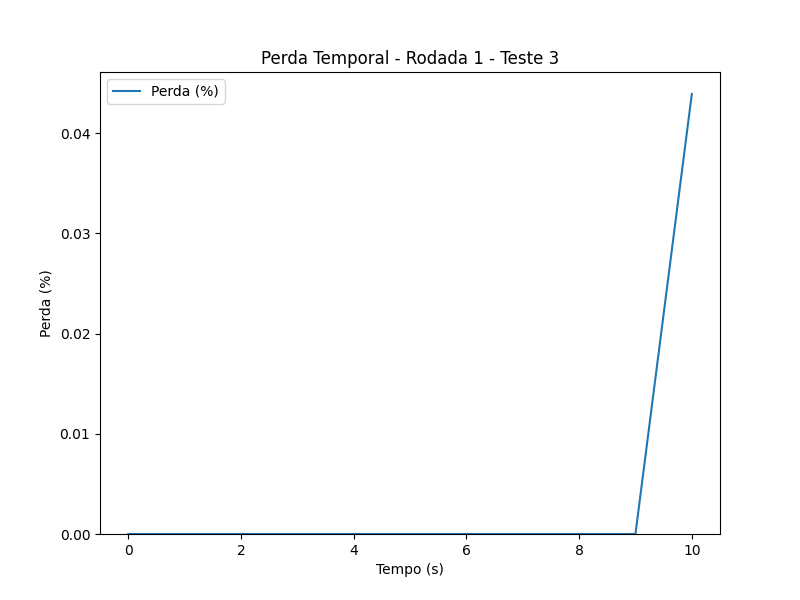 Perda Temporal - Rodada 1 - Teste 3
Perda (%)
0.04
0.03
0.02
0.01
0.00
Perda (%)
0 2 4 6 8 10
Tempo (s)